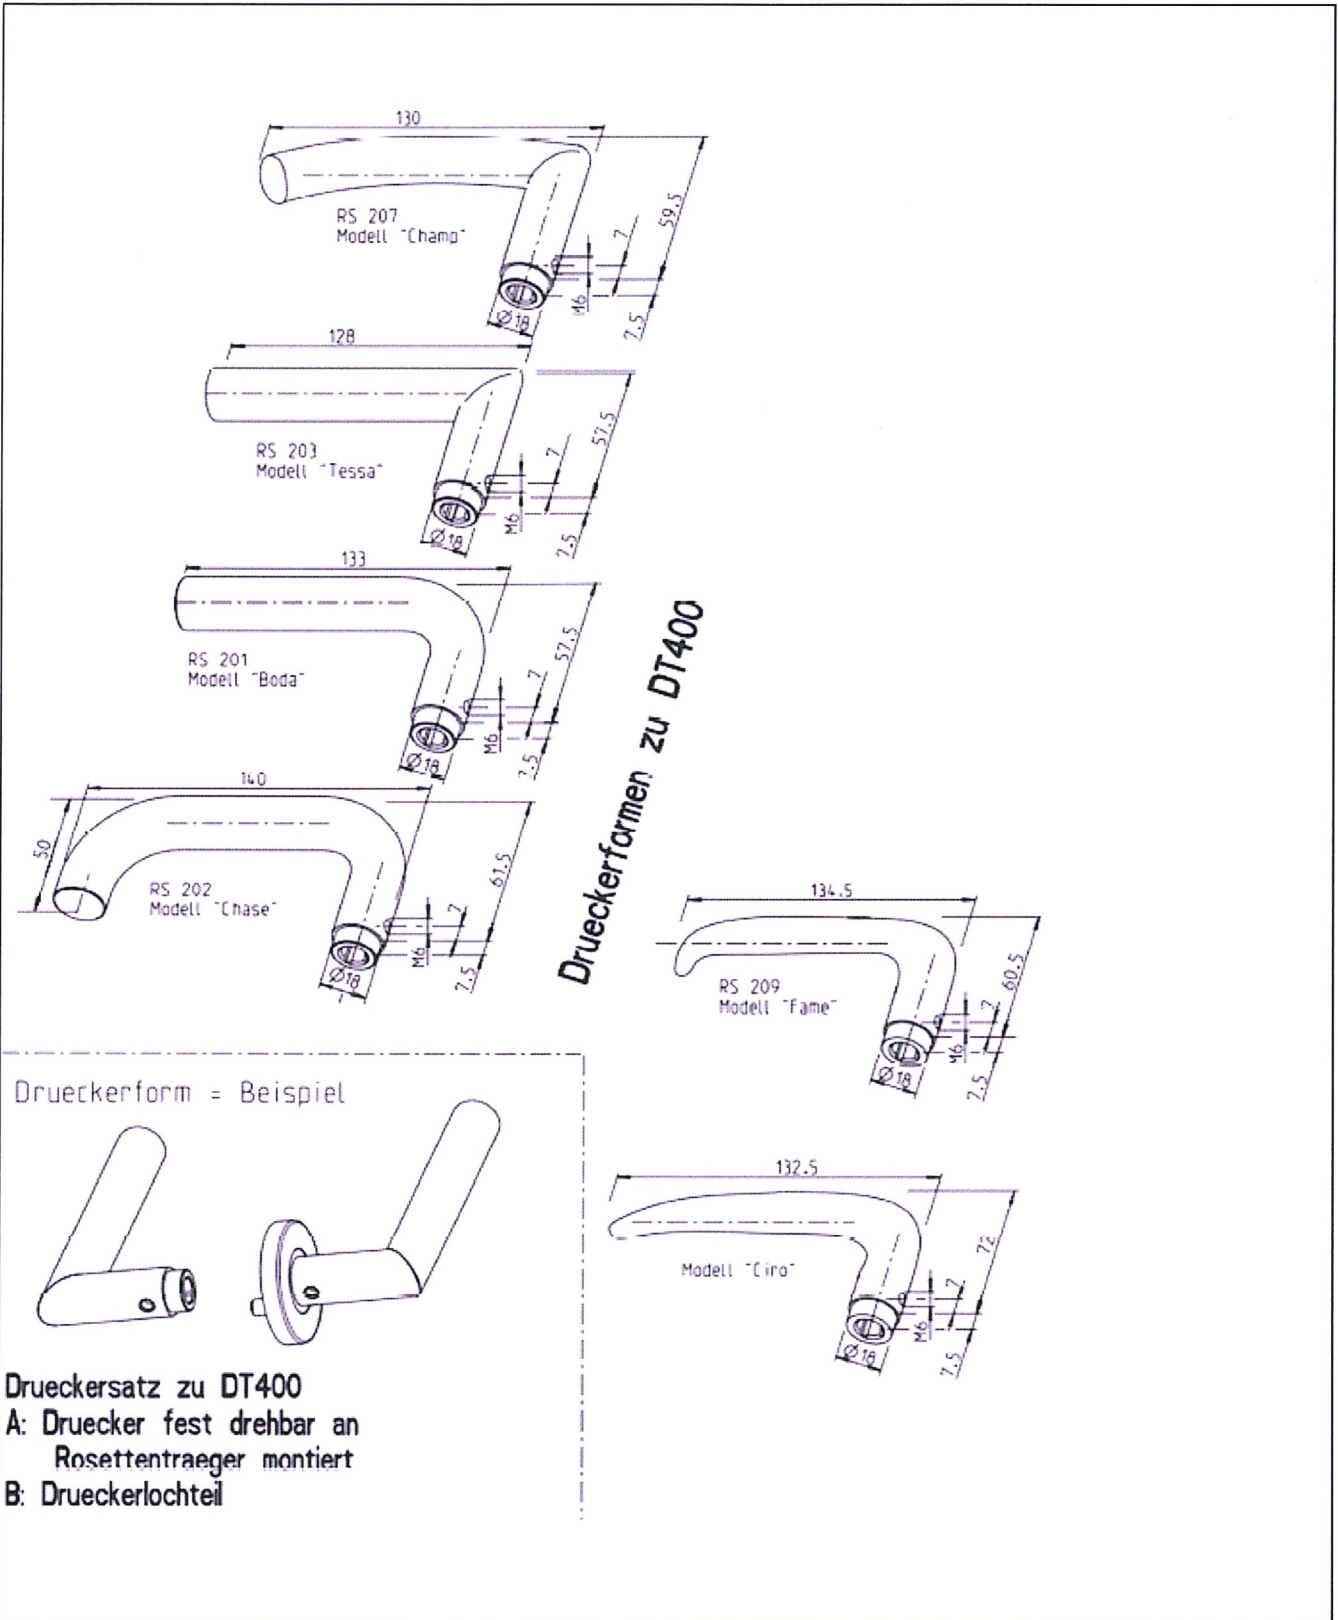 130
59.5
7
RS 207
Modell "Champ"
M6
Ø18
7.5
128
57.5
7
RS 203
Modell "Tessa"
M6
Ø18
7.5
133
57.5
7
RS 201
Modell "Boda"
M6
Ø18
7.5
140
50
61.5
7
RS 202
Modell "Chase"
M6
Ø18
7.5
Drueckerformen zu DT400
134.5
60.5
7
RS 209
Modell "Fame"
M6
Ø18
7.5
132.5
72
7
Modell "Ciro"
M6
Ø18
7.5
Drueckerform = Beispiel
Drueckersatz zu DT400
A: Druecker fest drehbar an
Rosettentraeger montiert
B: Drueckerlochteil